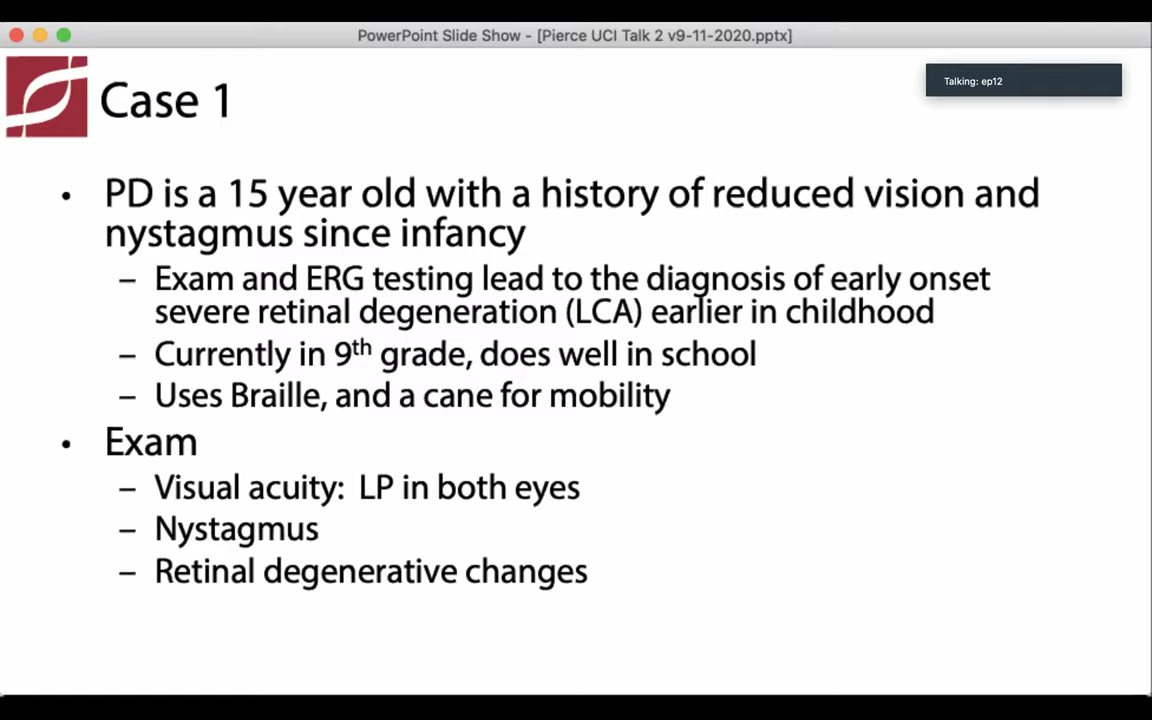 PowerPoint Slide Show - [Pierce UCI Talk 2 v9-11-2020.pptx]
Talking: ep12
Case 1
• PD is a 15 year old with a history of reduced vision and
nystagmus since infancy
– Exam and ERG testing lead to the diagnosis of early onset
severe retinal degeneration (LCA) earlier in childhood
– Currently in 9th grade, does well in school
– Uses Braille, and a cane for mobility
• Exam
– Visual acuity: LP in both eyes
– Nystagmus
– Retinal degenerative changes